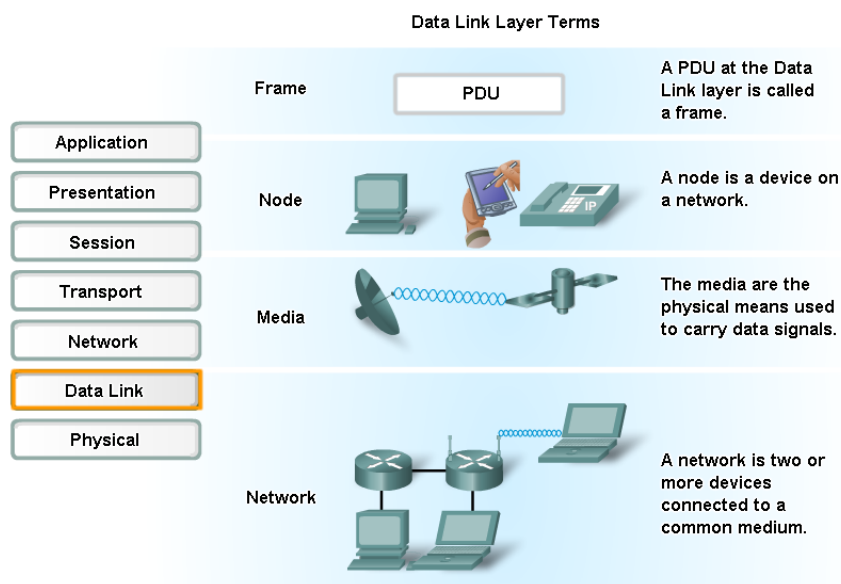 Data Link Layer Terms
Application
Presentation
Session
Transport
Network
Data Link
Physical
Frame
PDU
A PDU at the Data
Link layer is called
a frame.
Node
IP
A node is a device on
a network.
Media
The media are the
physical means used
to carry data signals.
Network
A network is two or
more devices
connected to a
common medium.